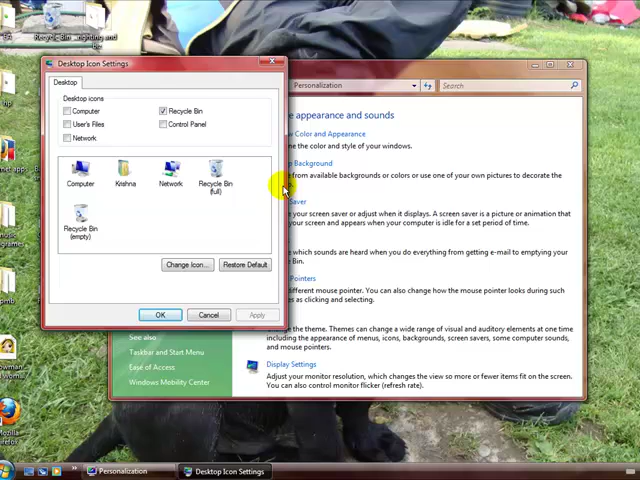 Recycle Bin
righting and
biz
Desktop Icon Settings
Desktop
Desktop icons
Computer
Recycle Bin
User's Files
Control Panel
Network
Computer
Krishna
Network
Recycle Bin
(full)
Recycle Bin
(empty)
Change Icon...
Restore Default
OK
Cancel
Apply
Personalization
Search
e appearance and sounds
w Color and Appearance
he color and style of your windows.
p Background
from available backgrounds or colors or use one of your own pictures to decorate the
Saver
your screen saver or adjust when it displays. A screen saver is a picture or animation that
your screen and appears when your computer is idle for a set period of time.
which sounds are heard when you do everything from getting e-mail to emptying your
Bin.
Pointers
different mouse pointer. You can also change how the mouse pointer looks during such
s as clicking and selecting.
the theme. Themes can change a wide range of visual and auditory elements at one time
including the appearance of menus, icons, backgrounds, screen savers, some computer sounds, and
mouse pointers.
See also
Taskbar and Start Menu
Ease of Access
Windows Mobility Center
Display Settings
Adjust your monitor resolution, which changes the view so more or fewer items fit on the screen.
You can also control monitor flicker (refresh rate).
net apps
music
pmb
Mozilla
Firefox
Personalization
Desktop Icon Settings